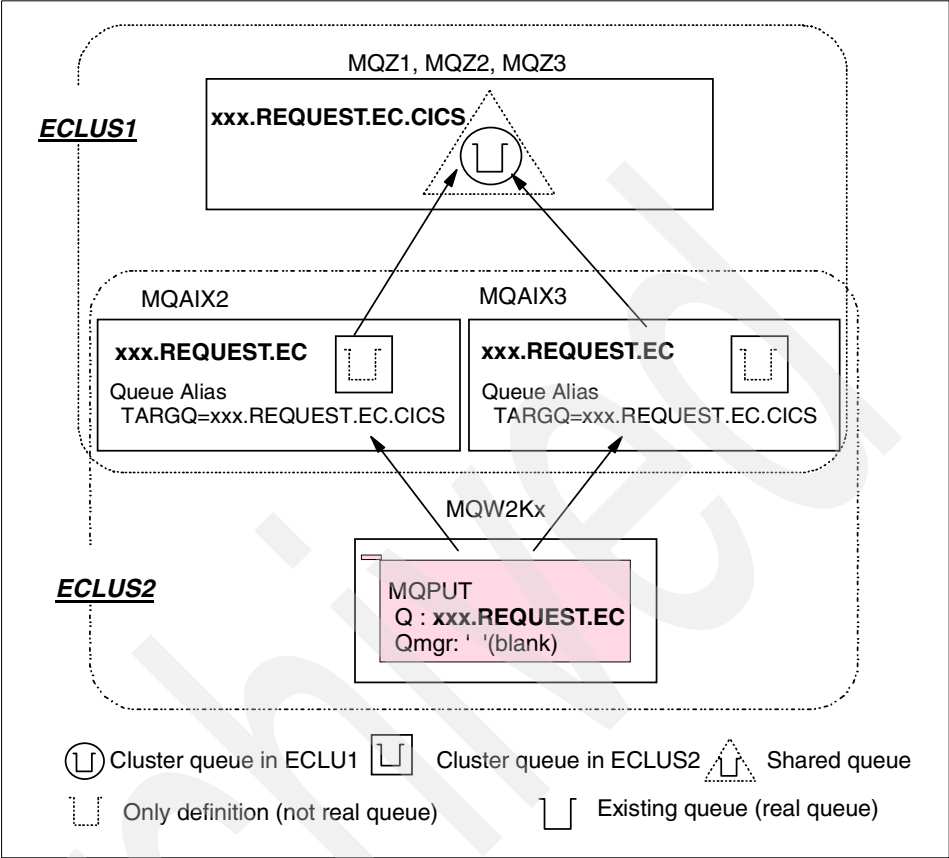 MQZ1, MQZ2, MQZ3
xxx.REQUEST.EC.CICS
ECLUS1
MQAIX2
MQAIX3
xxx.REQUEST.EC
Queue Alias
TARGQ=xxx.REQUEST.EC.CICS
xxx.REQUEST.EC
Queue Alias
TARGQ=xxx.REQUEST.EC.CICS
MQW2Kx
ECLUS2
MQPUT
Q : xxx.REQUEST.EC
Qmgr: ' '(blank)
Cluster queue in ECLU1
Cluster queue in ECLUS2
Shared queue
Only definition (not real queue)
Existing queue (real queue)